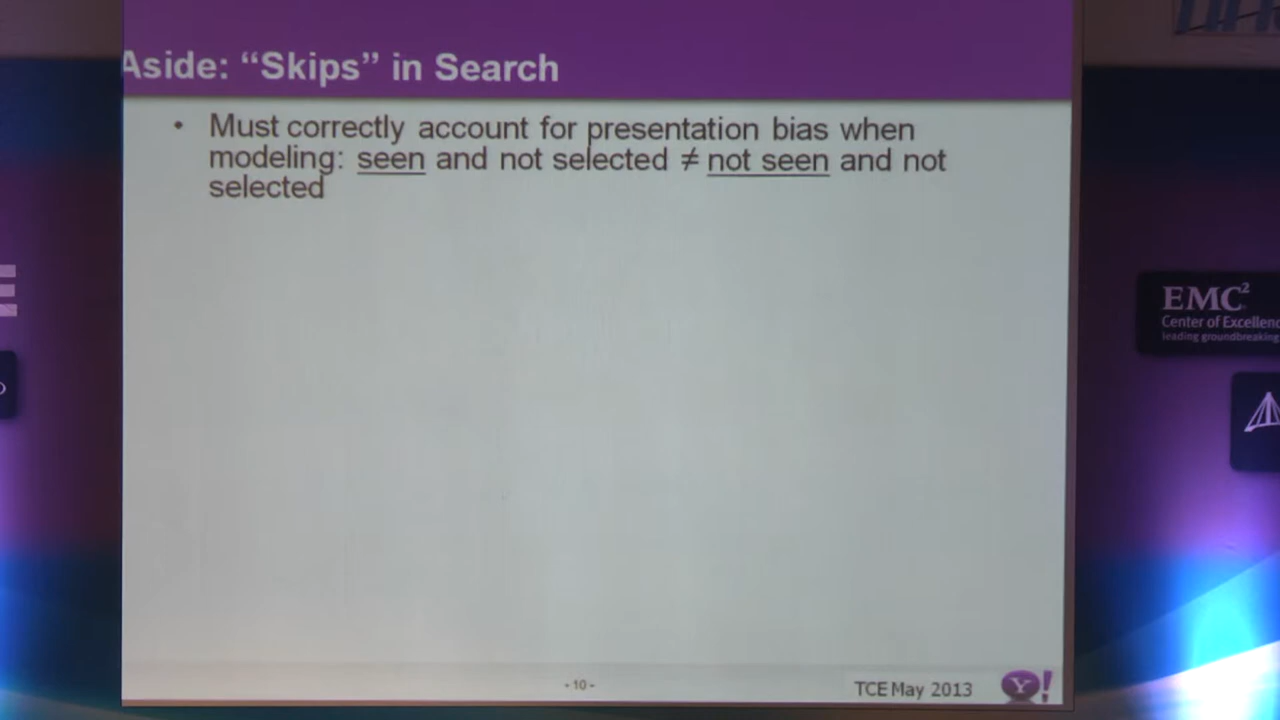 Aside: “Skips” in Search
• Must correctly account for presentation bias when
modeling: seen and not selected ≠ not seen and not
selected
- 10 -
TCE May 2013
Y!
EMC²
Center of Excellenc
leading groundbreaking